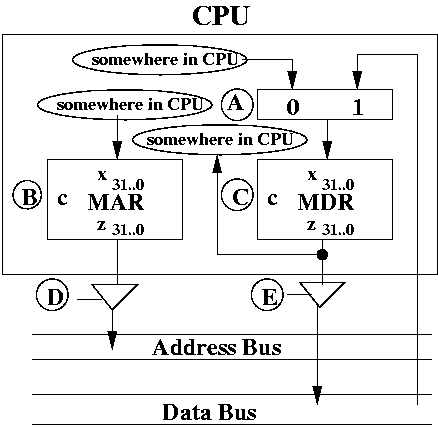 CPU
somewhere in CPU
somewhere in CPU
A
0 1
somewhere in CPU
B
c
x 31..0
MAR
z 31..0
C
c
x 31..0
MDR
z 31..0
D
E
Address Bus
Data Bus